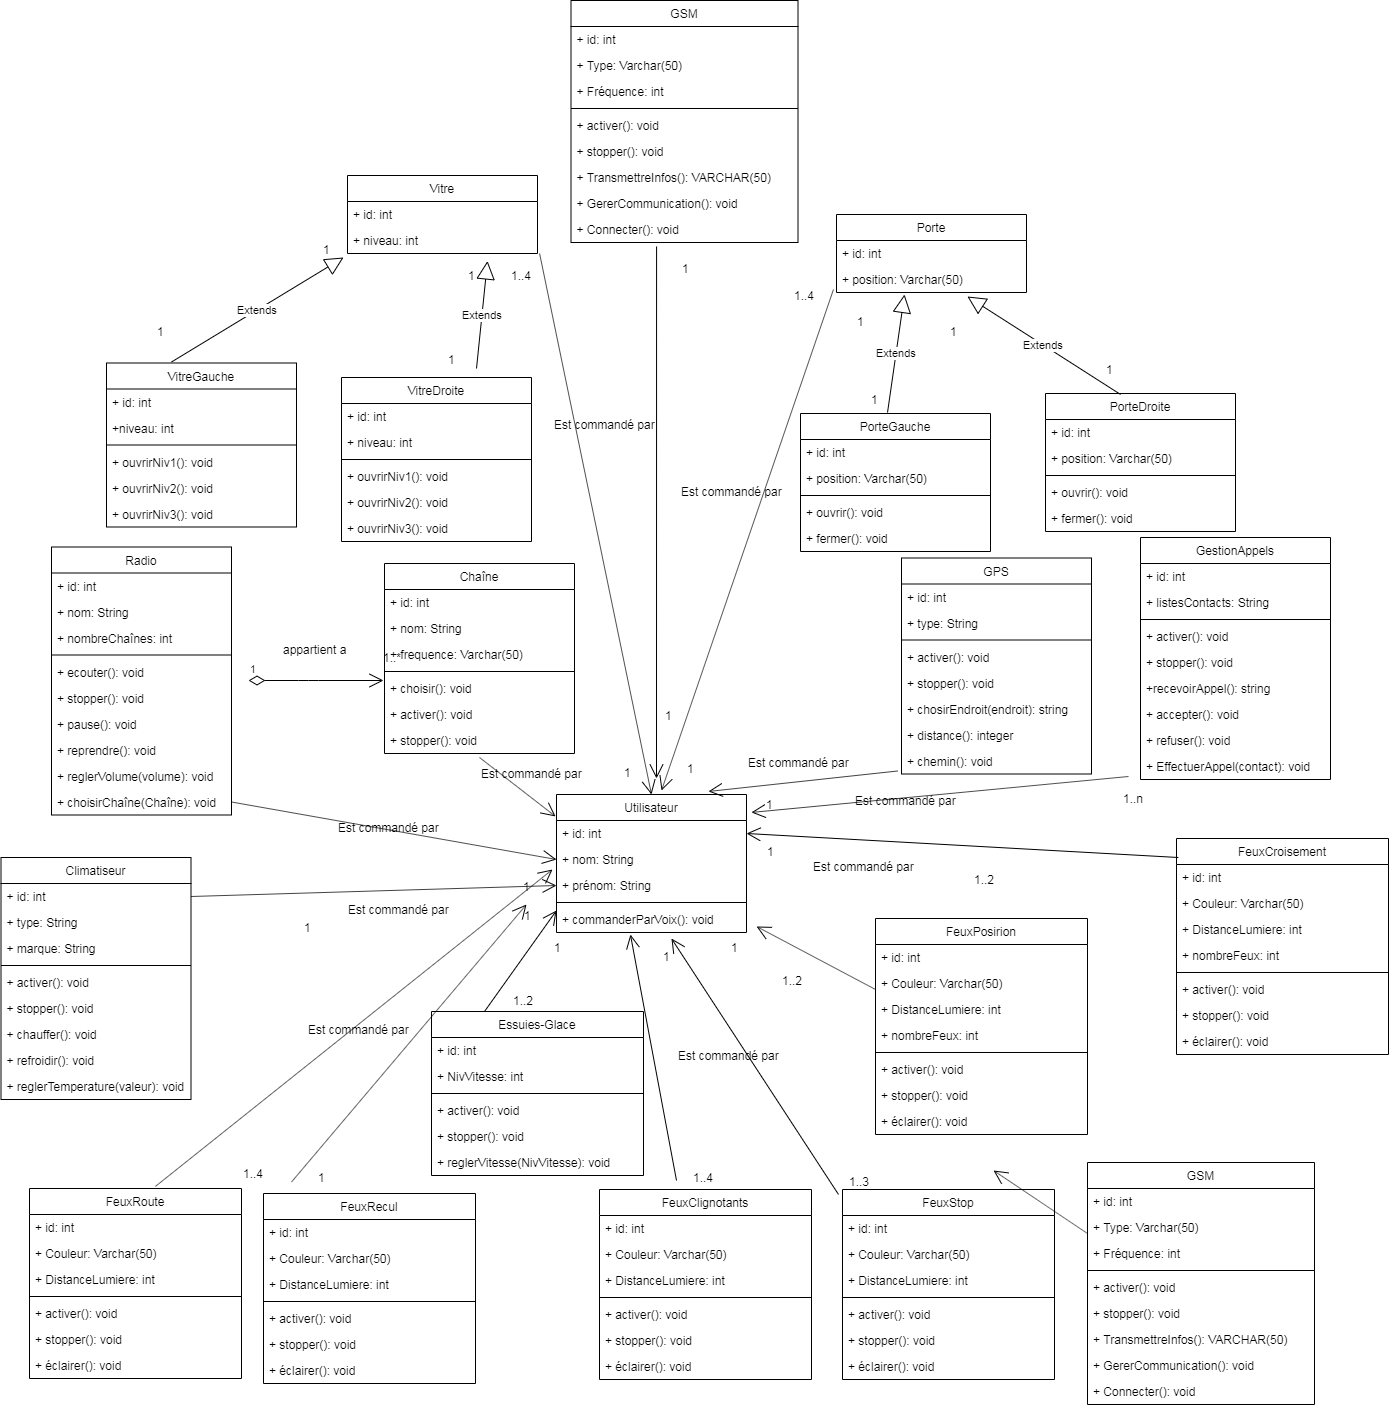 GSM
+ id: int
+ Type: Varchar(50)
+ Fréquence: int
+ activer(): void
+ stopper(): void
+ TransmettreInfos(): VARCHAR(50)
+ GererCommunication(): void
+ Connecter(): void
Vitre
+ id: int
+ niveau: int
Porte
+ id: int
+ position: Varchar(50)
1
1
1..4
1
1..4
Extends
Extends
1
1
1
1
Extends
Extends
1
1
1
VitreGauche
+ id: int
+niveau: int
+ ouvrirNiv1(): void
+ ouvrirNiv2(): void
+ ouvrirNiv3(): void
VitreDroite
+ id: int
+ niveau: int
+ ouvrirNiv1(): void
+ ouvrirNiv2(): void
+ ouvrirNiv3(): void
Est commandé par
Est commandé par
PorteGauche
+ id: int
+ position: Varchar(50)
+ ouvrir(): void
+ fermer(): void
PorteDroite
+ id: int
+ position: Varchar(50)
+ ouvrir(): void
+ fermer(): void
Radio
+ id: int
+ nom: String
+ nombreChaînes: int
+ ecouter(): void
+ stopper(): void
+ pause(): void
+ reprendre(): void
+ reglerVolume(volume): void
+ choisirChaîne(Chaîne): void
appartient a
1
1..*
Chaîne
+ id: int
+ nom: String
+ frequence: Varchar(50)
+ choisir(): void
+ activer(): void
+ stopper(): void
GPS
+ id: int
+ type: String
+ activer(): void
+ stopper(): void
+ chosirEndroit(endroit): string
+ distance(): integer
+ chemin(): void
GestionAppels
+ id: int
+ listesContacts: String
+ activer(): void
+ stopper(): void
+recevoirAppel(): string
+ accepter(): void
+ refuser(): void
+ EffectuerAppel(contact): void
1
1
1
Est commandé par
Est commandé par
Est commandé par
1..n
1
Est commandé par
Utilisateur
+ id: int
+ nom: String
+ prénom: String
+ commanderParVoix(): void
1
Est commandé par
1..2
FeuxCroisement
+ id: int
+ Couleur: Varchar(50)
+ DistanceLumiere: int
+ nombreFeux: int
+ activer(): void
+ stopper(): void
+ éclairer(): void
Climatiseur
+ id: int
+ type: String
+ marque: String
+ activer(): void
+ stopper(): void
+ chauffer(): void
+ refroidir(): void
+ reglerTemperature(valeur): void
Est commandé par
1
1
1
1
1
1
1..2
1..2
Est commandé par
Est commandé par
FeuxPosirion
+ id: int
+ Couleur: Varchar(50)
+ DistanceLumiere: int
+ nombreFeux: int
+ activer(): void
+ stopper(): void
+ éclairer(): void
Essuies-Glace
+ id: int
+ NivVitesse: int
+ activer(): void
+ stopper(): void
+ reglerVitesse(NivVitesse): void
1..4
1
1..4
1..3
FeuxRoute
+ id: int
+ Couleur: Varchar(50)
+ DistanceLumiere: int
+ activer(): void
+ stopper(): void
+ éclairer(): void
FeuxRecul
+ id: int
+ Couleur: Varchar(50)
+ DistanceLumiere: int
+ activer(): void
+ stopper(): void
+ éclairer(): void
FeuxClignotants
+ id: int
+ Couleur: Varchar(50)
+ DistanceLumiere: int
+ activer(): void
+ stopper(): void
+ éclairer(): void
FeuxStop
+ id: int
+ Couleur: Varchar(50)
+ DistanceLumiere: int
+ activer(): void
+ stopper(): void
+ éclairer(): void
GSM
+ id: int
+ Type: Varchar(50)
+ Fréquence: int
+ activer(): void
+ stopper(): void
+ TransmettreInfos(): VARCHAR(50)
+ GererCommunication(): void
+ Connecter(): void